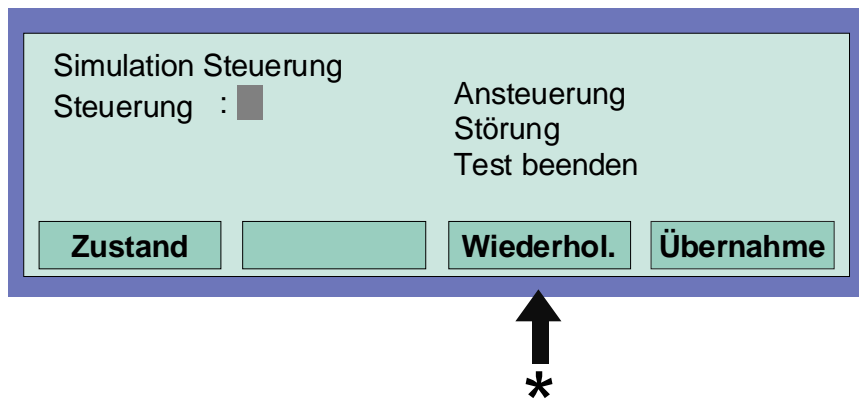 Simulation Steuerung
Steuerung :
Ansteuerung
Störung
Test beenden
Zustand
Wiederhol.
Übernahme
*